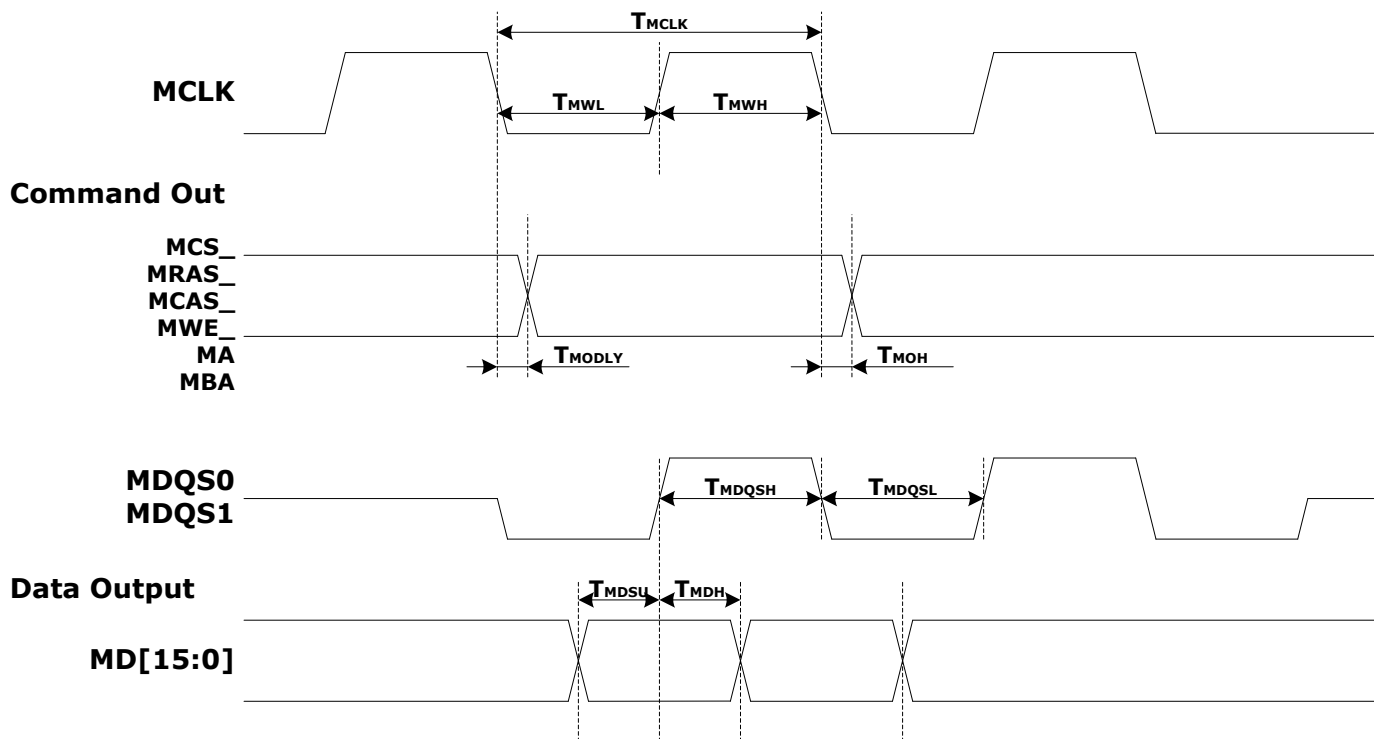 TMCLK
MCLK
TMWL
TMWH
Command Out
MCS_
MRAS_
MCAS_
MWE_
MA
MBA
TMODLY
TMOH
MDQS0
MDQS1
TMDQSH
TMDQSL
Data Output
TMDSU
TMDH
MD[15:0]